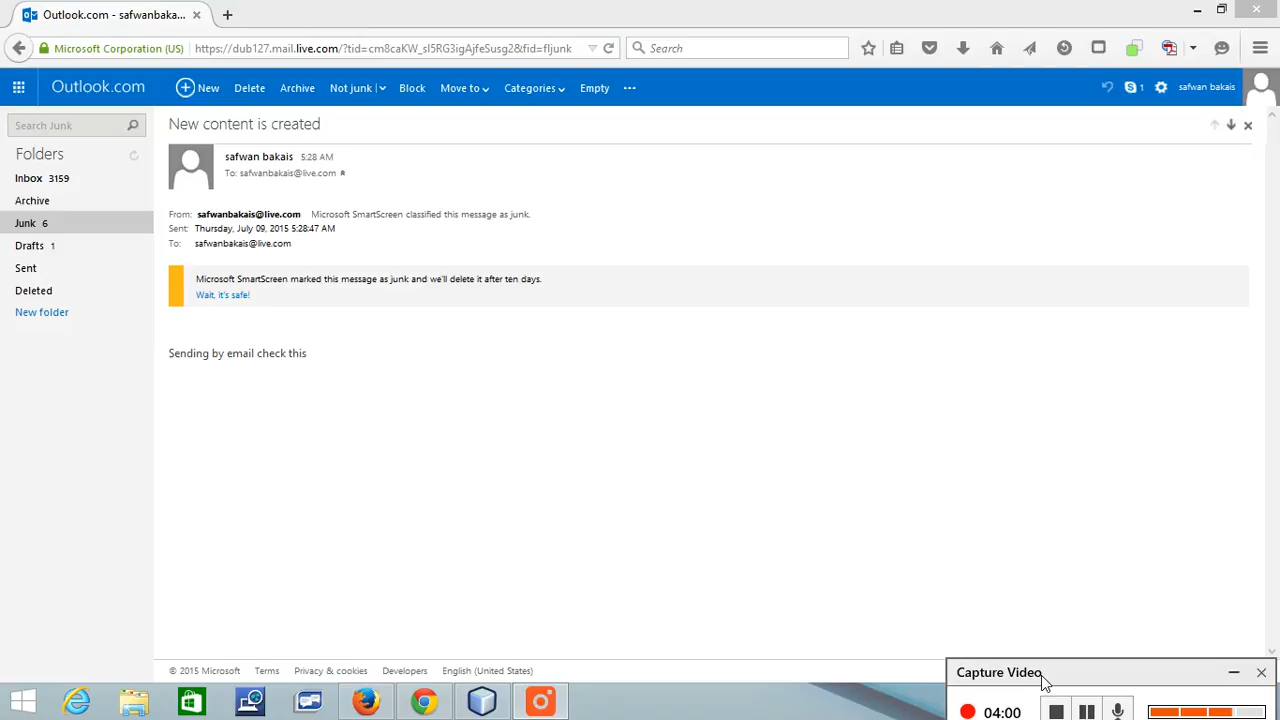 Outlook.com - safwanbaka...
Microsoft Corporation (US)
https://dub127.mail.live.com/?tid=cm8caKW_sI5RG3igAjfeSusg2&fid=fljunk
Search
Outlook.com
New
Delete
Archive
Not junk
Block
Move to
Categories
Empty
1
safwan bakais
Search Junk
Folders
Inbox 3159
Archive
Junk 6
Drafts 1
Sent
Deleted
New folder
New content is created
safwan bakais 5:28 AM
To: safwanbakais@live.com
From: safwanbakais@live.com Microsoft SmartScreen classified this message as junk.
Sent: Thursday, July 09, 2015 5:28:47 AM
To: safwanbakais@live.com
Microsoft SmartScreen marked this message as junk and we'll delete it after ten days.
Wait, it's safe!
Sending by email check this
© 2015 Microsoft Terms Privacy & cookies Developers English (United States)
Capture Video
04:00